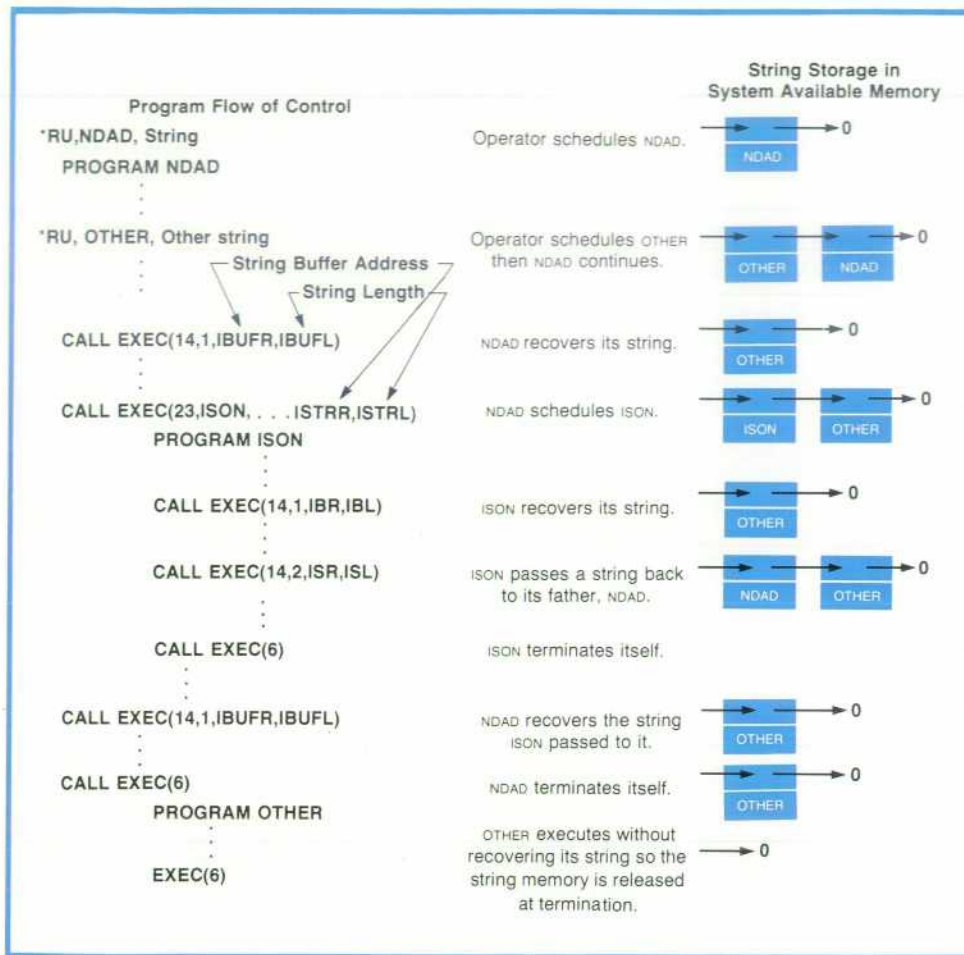 String Storage in
System Available Memory
Program Flow of Control
*RU,NDAD, String
PROGRAM NDAD
Operator schedules NDAD.
0
NDAD
*RU, OTHER, Other string
String Buffer Address
String Length
Operator schedules OTHER
then NDAD continues.
0
OTHER
NDAD
CALL EXEC(14,1,IBUFR,IBUFL)
NDAD recovers its string.
0
OTHER
CALL EXEC(23,ISON, . . . ISTRR,ISTRL)
PROGRAM ISON
NDAD schedules ISON.
0
ISON
OTHER
CALL EXEC(14,1,IBR,IBL)
ISON recovers its string.
0
OTHER
CALL EXEC(14,2,ISR,ISL)
ISON passes a string back
to its father, NDAD.
0
NDAD
OTHER
CALL EXEC(6)
ISON terminates itself.
CALL EXEC(14,1,IBUFR,IBUFL)
NDAD recovers the string
ISON passed to it.
0
OTHER
CALL EXEC(6)
NDAD terminates itself.
0
OTHER
PROGRAM OTHER
EXEC(6)
OTHER executes without
recovering its string so the
string memory is released
at termination.
0